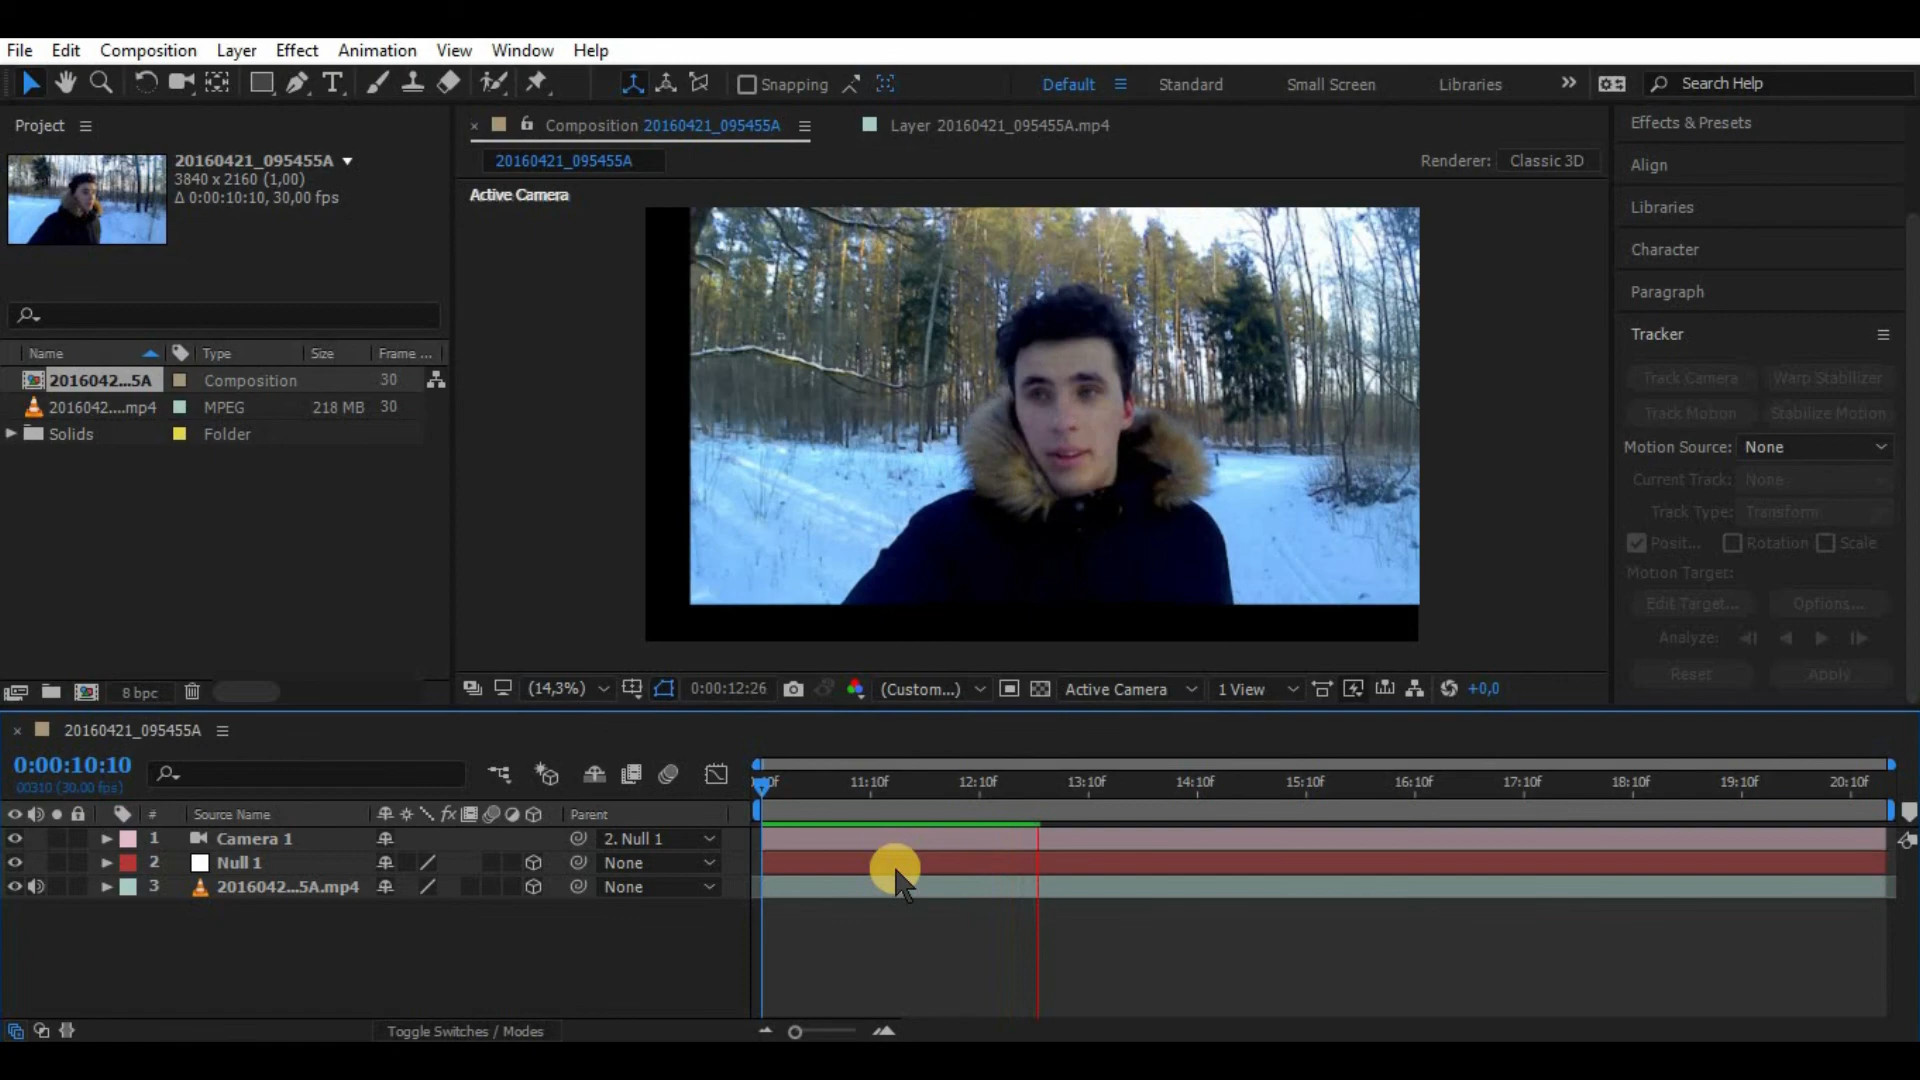 File Edit Composition Layer Effect Animation View Window Help
Snapping Default Standard Small Screen Libraries Search Help
Project
20160421_095455A
3840 x 2160 (1,00)
Δ 0:00:10:10, 30,00 fps
Name Type Size Frame ...
2016042...5A Composition 30
2016042....mp4 MPEG 218 MB 30
Solids Folder
8 bpc
Composition 20160421_095455A Layer 20160421_095455A.mp4
20160421_095455A Renderer: Classic 3D
Active Camera
(14,3%) 0:00:12:26 (Custom...) Active Camera 1 View +0,0
Effects & Presets
Align
Libraries
Character
Paragraph
Tracker
Track Camera Warp Stabilizer
Track Motion Stabilize Motion
Motion Source: None
Current Track: None
Track Type: Transform
Posit... Rotation Scale
Motion Target:
Edit Target... Options...
Analyze:
Reset Apply
20160421_095455A
0:00:10:10
00310 (30.00 fps)
# Source Name Parent
1 Camera 1 2. Null 1
2 Null 1 None
3 2016042...5A.mp4 None
11:10f 12:10f 13:10f 14:10f 15:10f 16:10f 17:10f 18:10f 19:10f 20:10f
Toggle Switches / Modes